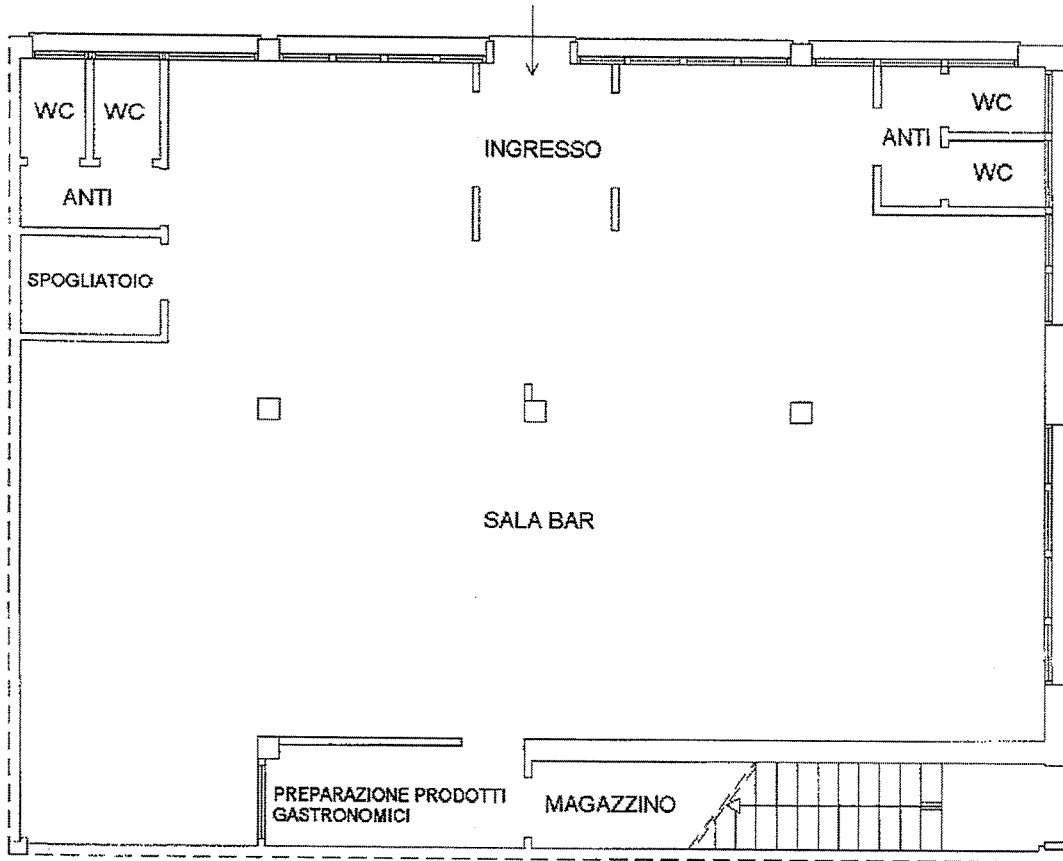 WC
WC
WC
INGRESSO
ANTI
WC
ANTI
SPOGLIATOIO
SALA BAR
PREPARAZIONE PRODOTTI
GASTRONOMICI
MAGAZZINO